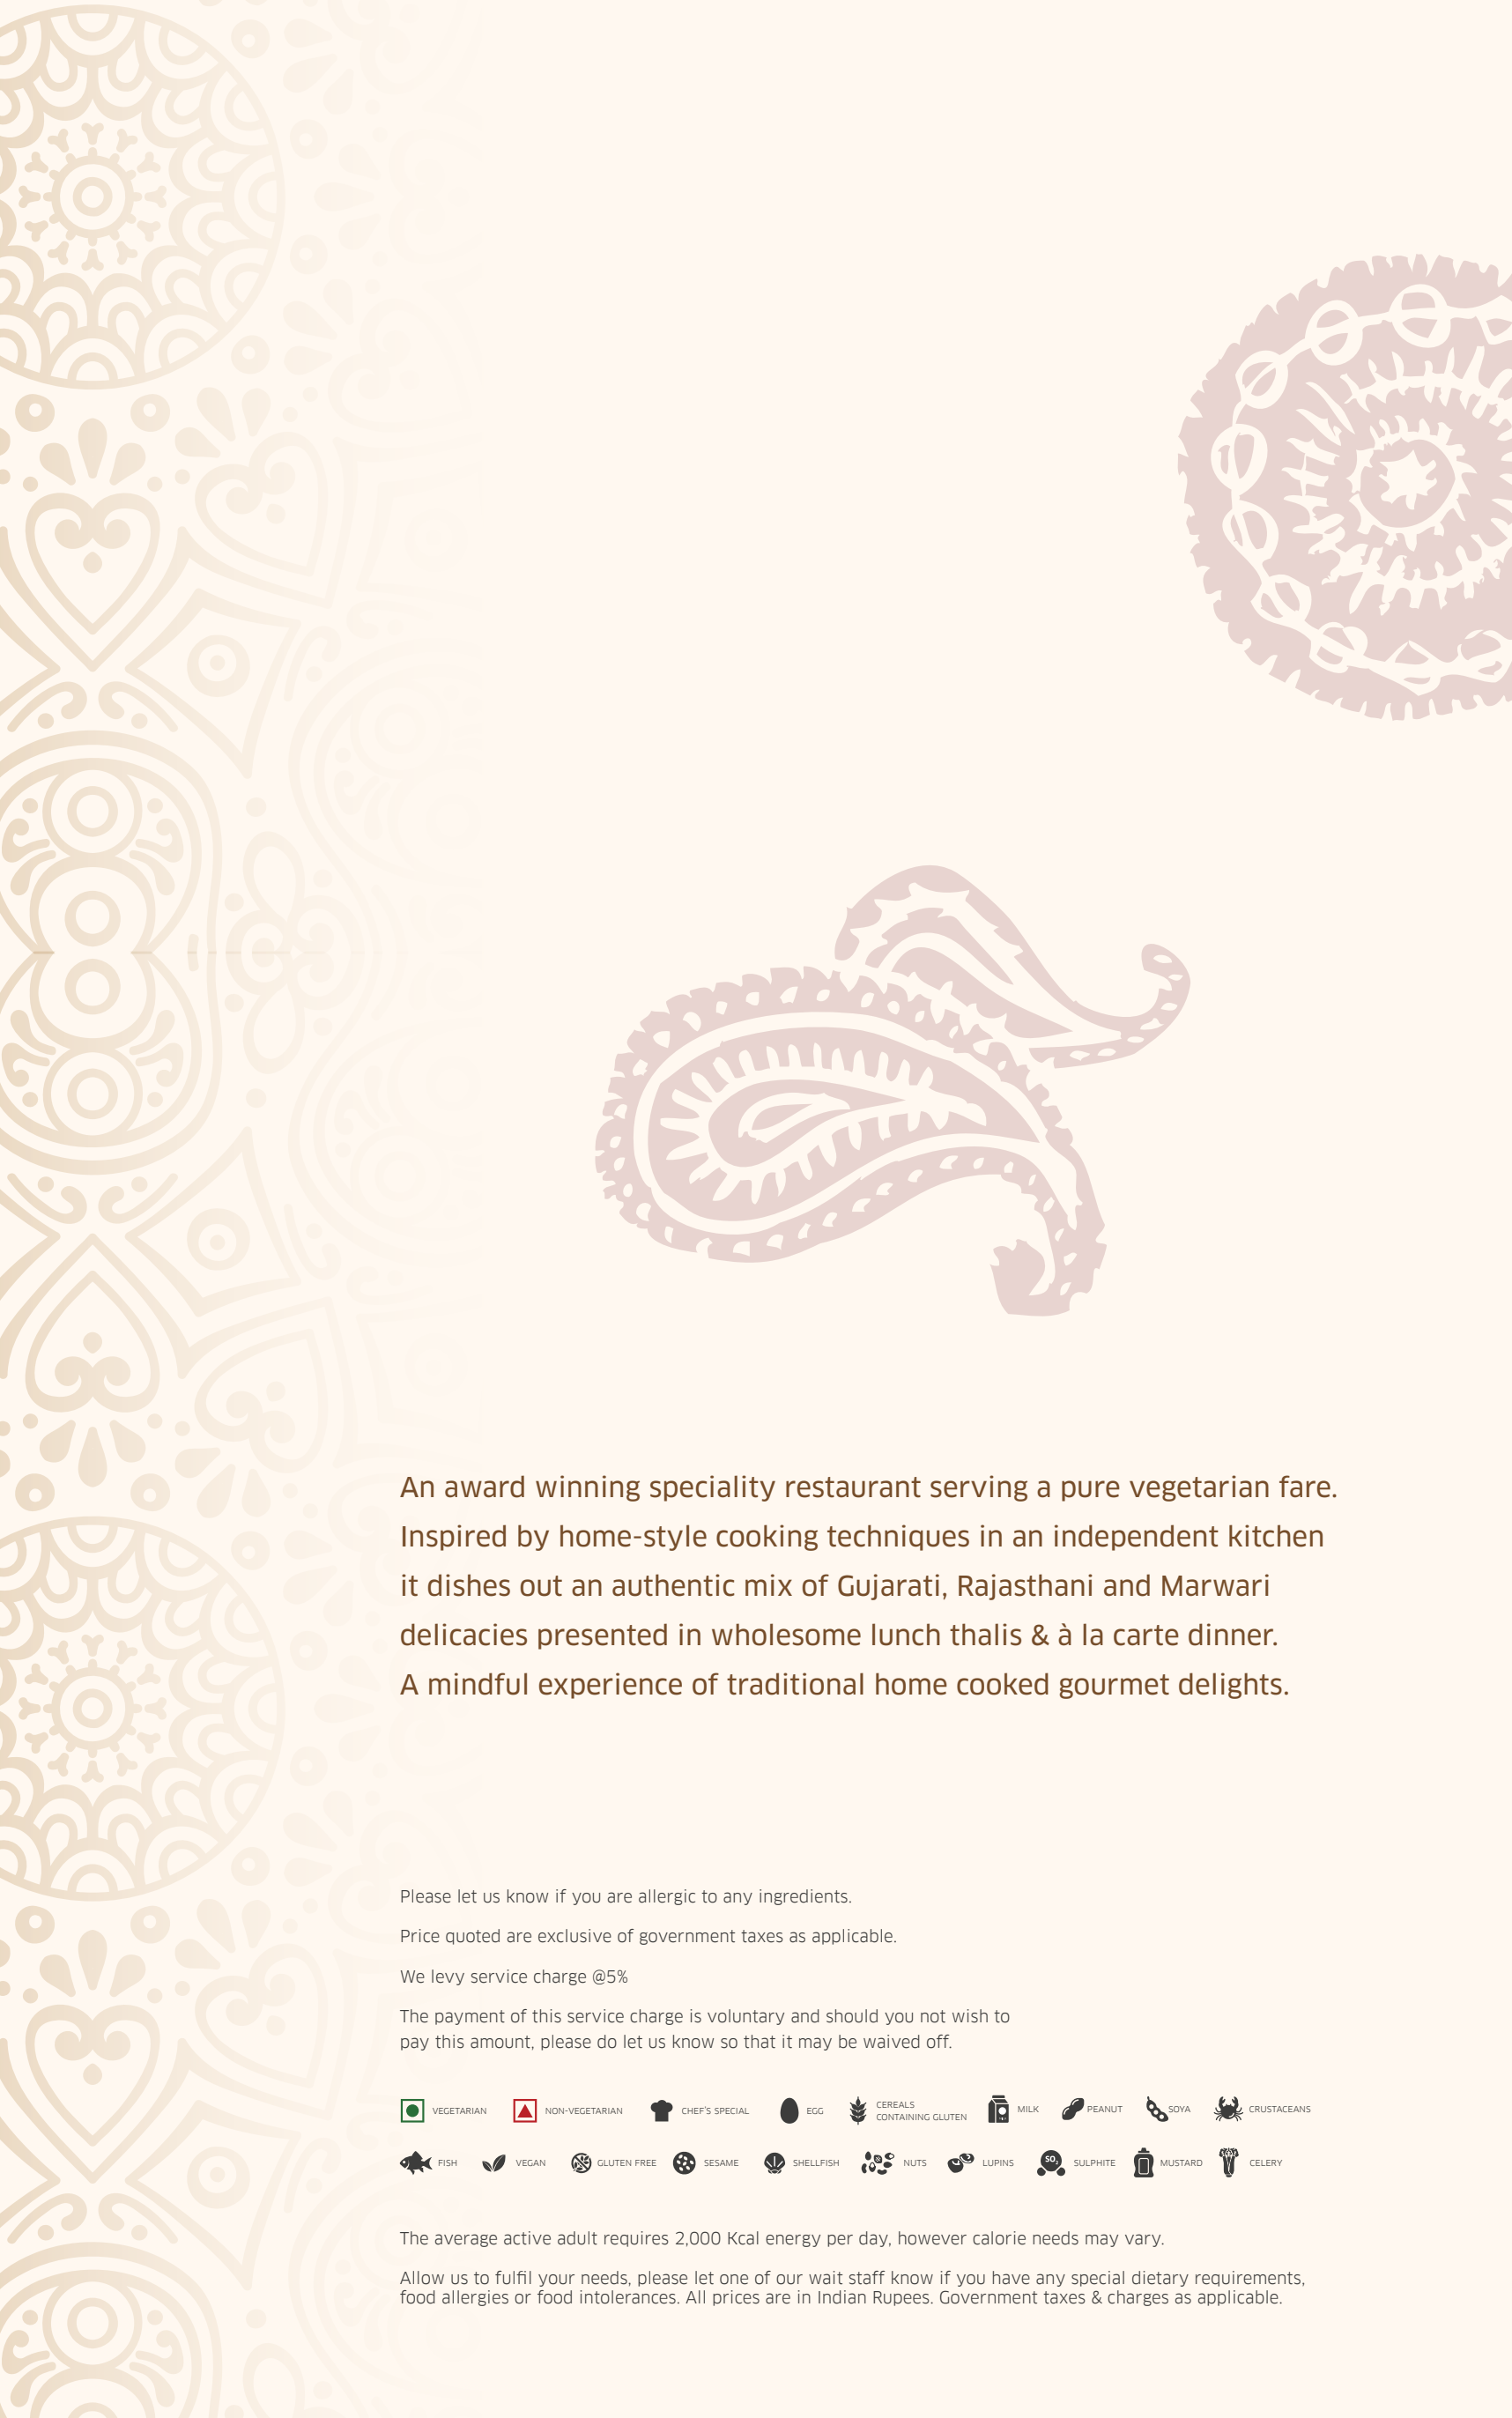 An award winning speciality restaurant serving a pure vegetarian fare.
Inspired by home-style cooking techniques in an independent kitchen
it dishes out an authentic mix of Gujarati, Rajasthani and Marwari
delicacies presented in wholesome lunch thalis & à la carte dinner.
A mindful experience of traditional home cooked gourmet delights.
Please let us know if you are allergic to any ingredients.
Price quoted are exclusive of government taxes as applicable.
We levy service charge @5%
The payment of this service charge is voluntary and should you not wish to
pay this amount, please do let us know so that it may be waived off.
VEGETARIAN NON-VEGETARIAN CHEF'S SPECIAL EGG CEREALS
CONTAINING GLUTEN MILK PEANUT SOYA CRUSTACEANS
FISH VEGAN GLUTEN FREE SESAME SHELLFISH NUTS LUPINS SO₂ SULPHITE MUSTARD CELERY
The average active adult requires 2,000 Kcal energy per day, however calorie needs may vary.
Allow us to fulfil your needs, please let one of our wait staff know if you have any special dietary requirements,
food allergies or food intolerances. All prices are in Indian Rupees. Government taxes & charges as applicable.